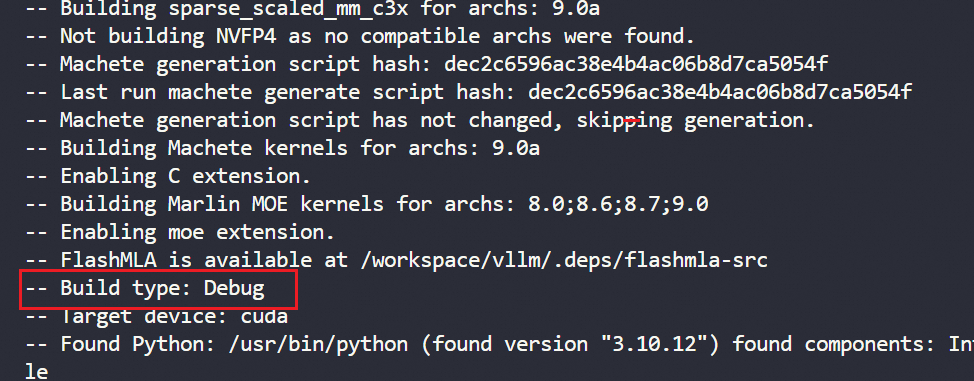 -- Building sparse_scaled_mm_c3x for archs: 9.0a
-- Not building NVFP4 as no compatible archs were found.
-- Machete generation script hash: dec2c6596ac38e4b4ac06b8d7ca5054f
-- Last run machete generate script hash: dec2c6596ac38e4b4ac06b8d7ca5054f
-- Machete generation script has not changed, skipping generation.
-- Building Machete kernels for archs: 9.0a
-- Enabling C extension.
-- Building Marlin MOE kernels for archs: 8.0;8.6;8.7;9.0
-- Enabling moe extension.
-- FlashMLA is available at /workspace/vllm/.deps/flashmla-src
-- Build type: Debug
-- Target device: cuda
-- Found Python: /usr/bin/python (found version "3.10.12") found components: Int
le